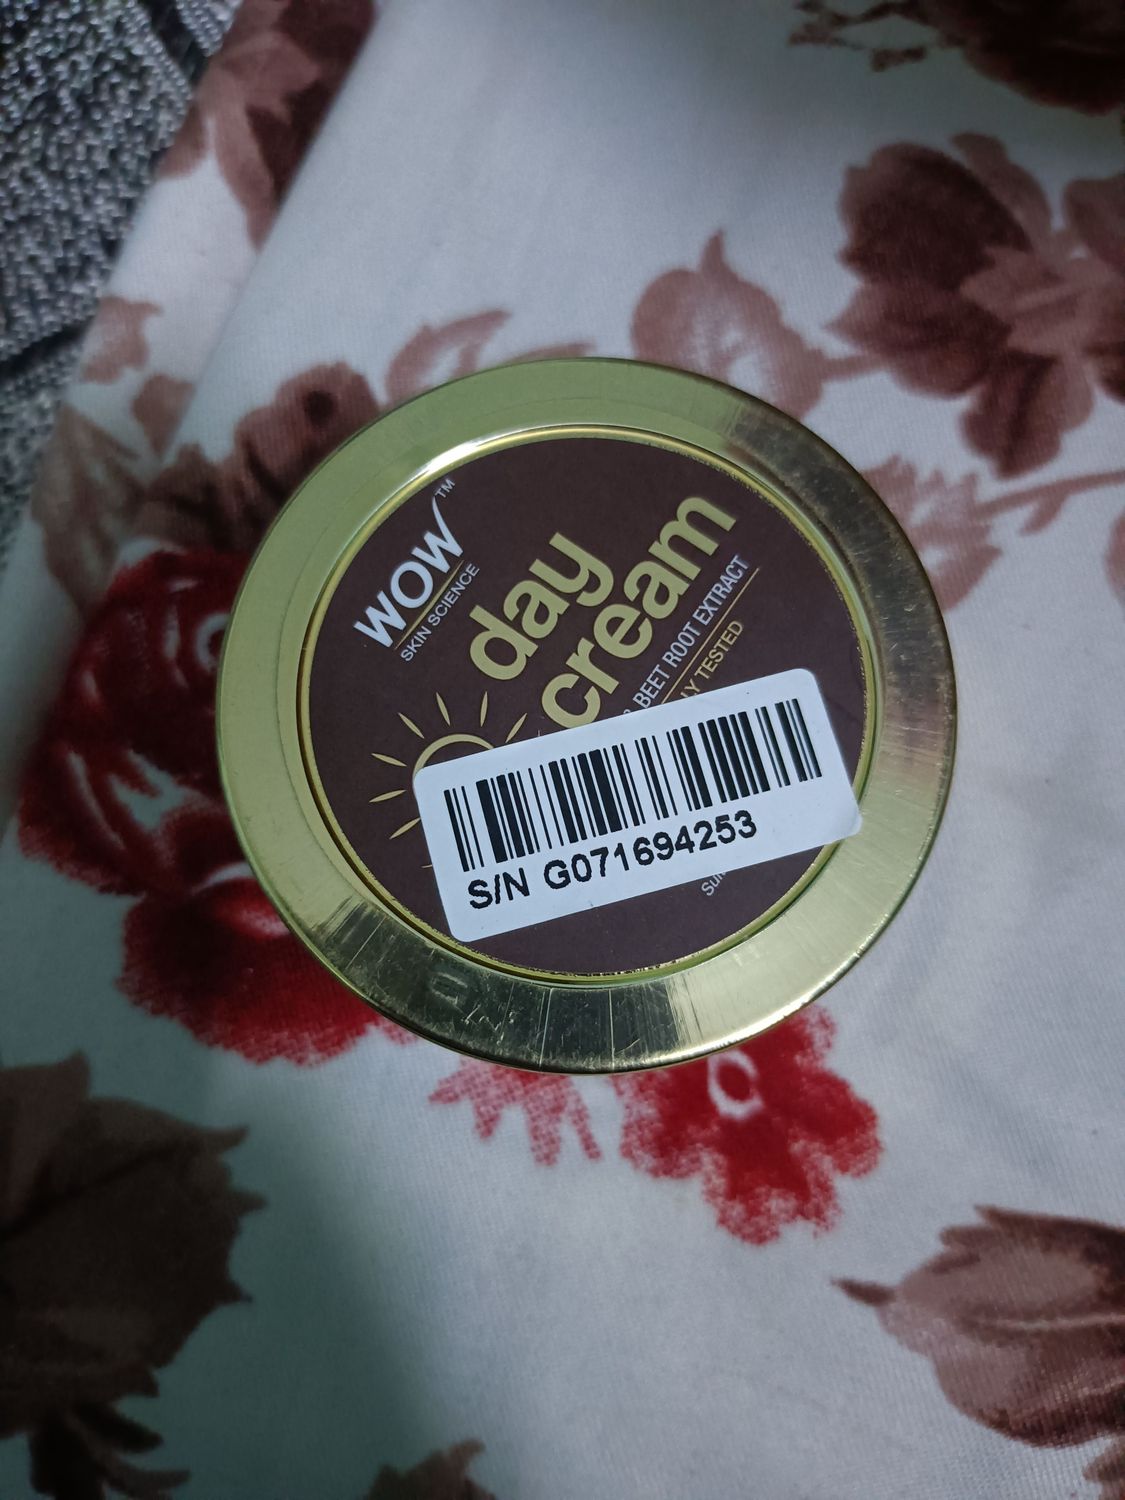 WOW™
SKIN SCIENCE
day
cream
BEET ROOT EXTRACT
TESTED
S/N G071694253